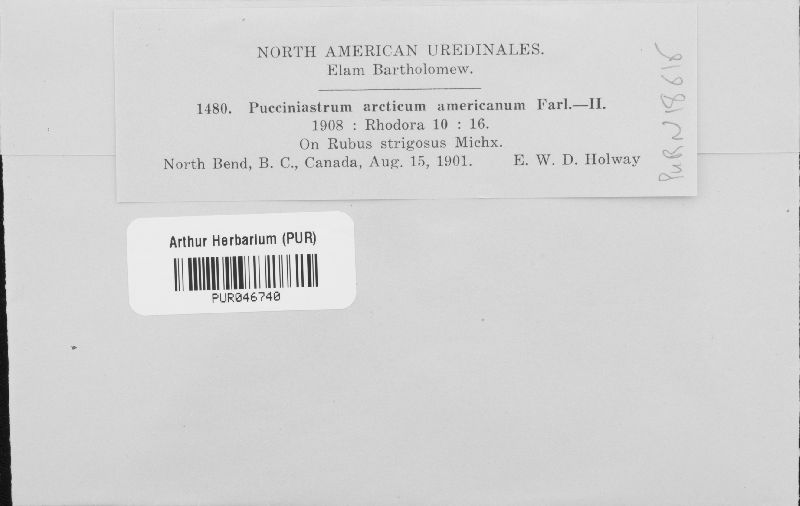 NORTH AMERICAN UREDINALES.
Elam Bartholomew.
1480. Pucciniastrum arcticum americanum Farl.—II.
1908 : Rhodora 10 : 16.
On Rubus strigosus Michx.
North Bend, B. C., Canada, Aug. 15, 1901. E. W. D. Holway
PUR N18616
Arthur Herbarium (PUR)
PUR046740